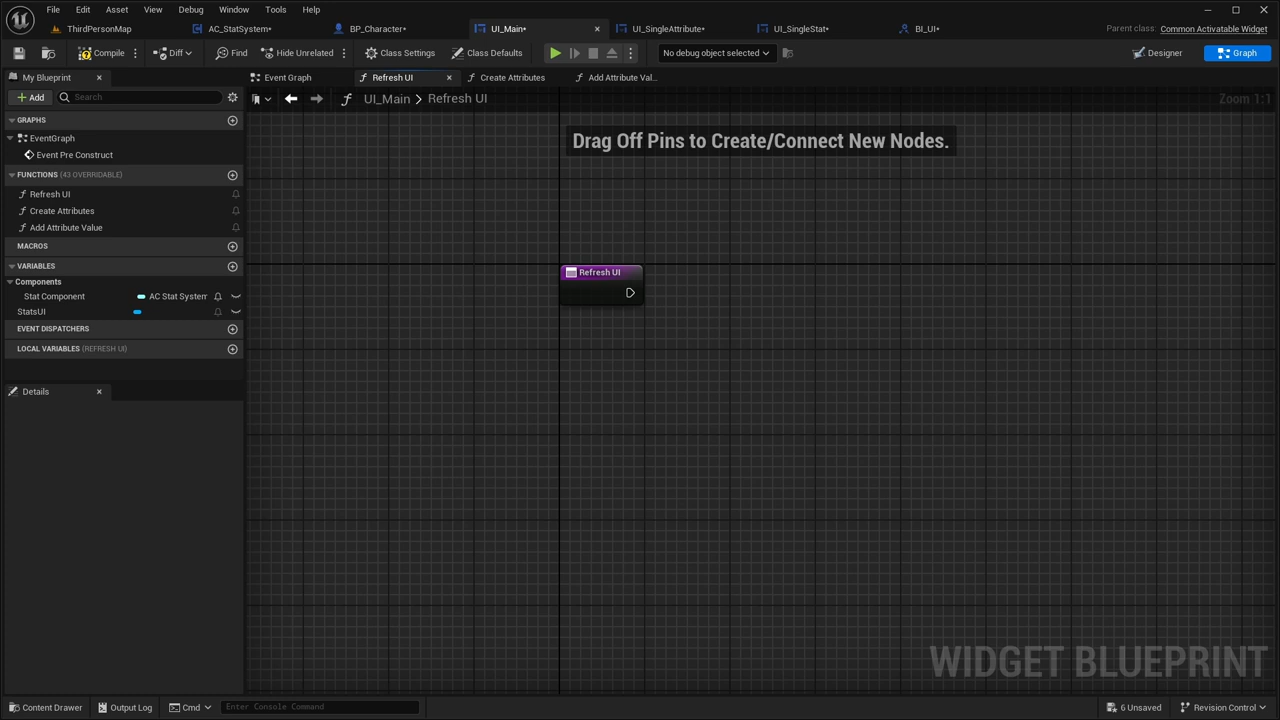 File Edit Asset View Debug Window Tools Help
ThirdPersonMap AC_StatSystem* BP_Character* UI_Main* UI_SingleAttribute* UI_SingleStat* BI_UI* Parent class: Common Activatable Widget
Compile Diff Find Hide Unrelated Class Settings Class Defaults No debug object selected Designer Graph
My Blueprint Event Graph Refresh UI Create Attributes Add Attribute Val...
Add Search UI_Main > Refresh UI Zoom 1:1
GRAPHS
EventGraph
Event Pre Construct
FUNCTIONS (43 OVERRIDABLE)
Refresh UI
Create Attributes
Add Attribute Value
MACROS
VARIABLES
Components
Stat Component AC Stat System
StatsUI
EVENT DISPATCHERS
LOCAL VARIABLES (REFRESH UI)
Details
Drag Off Pins to Create/Connect New Nodes.
Refresh UI
WIDGET BLUEPRINT
Content Drawer Output Log Cmd Enter Console Command 6 Unsaved Revision Control